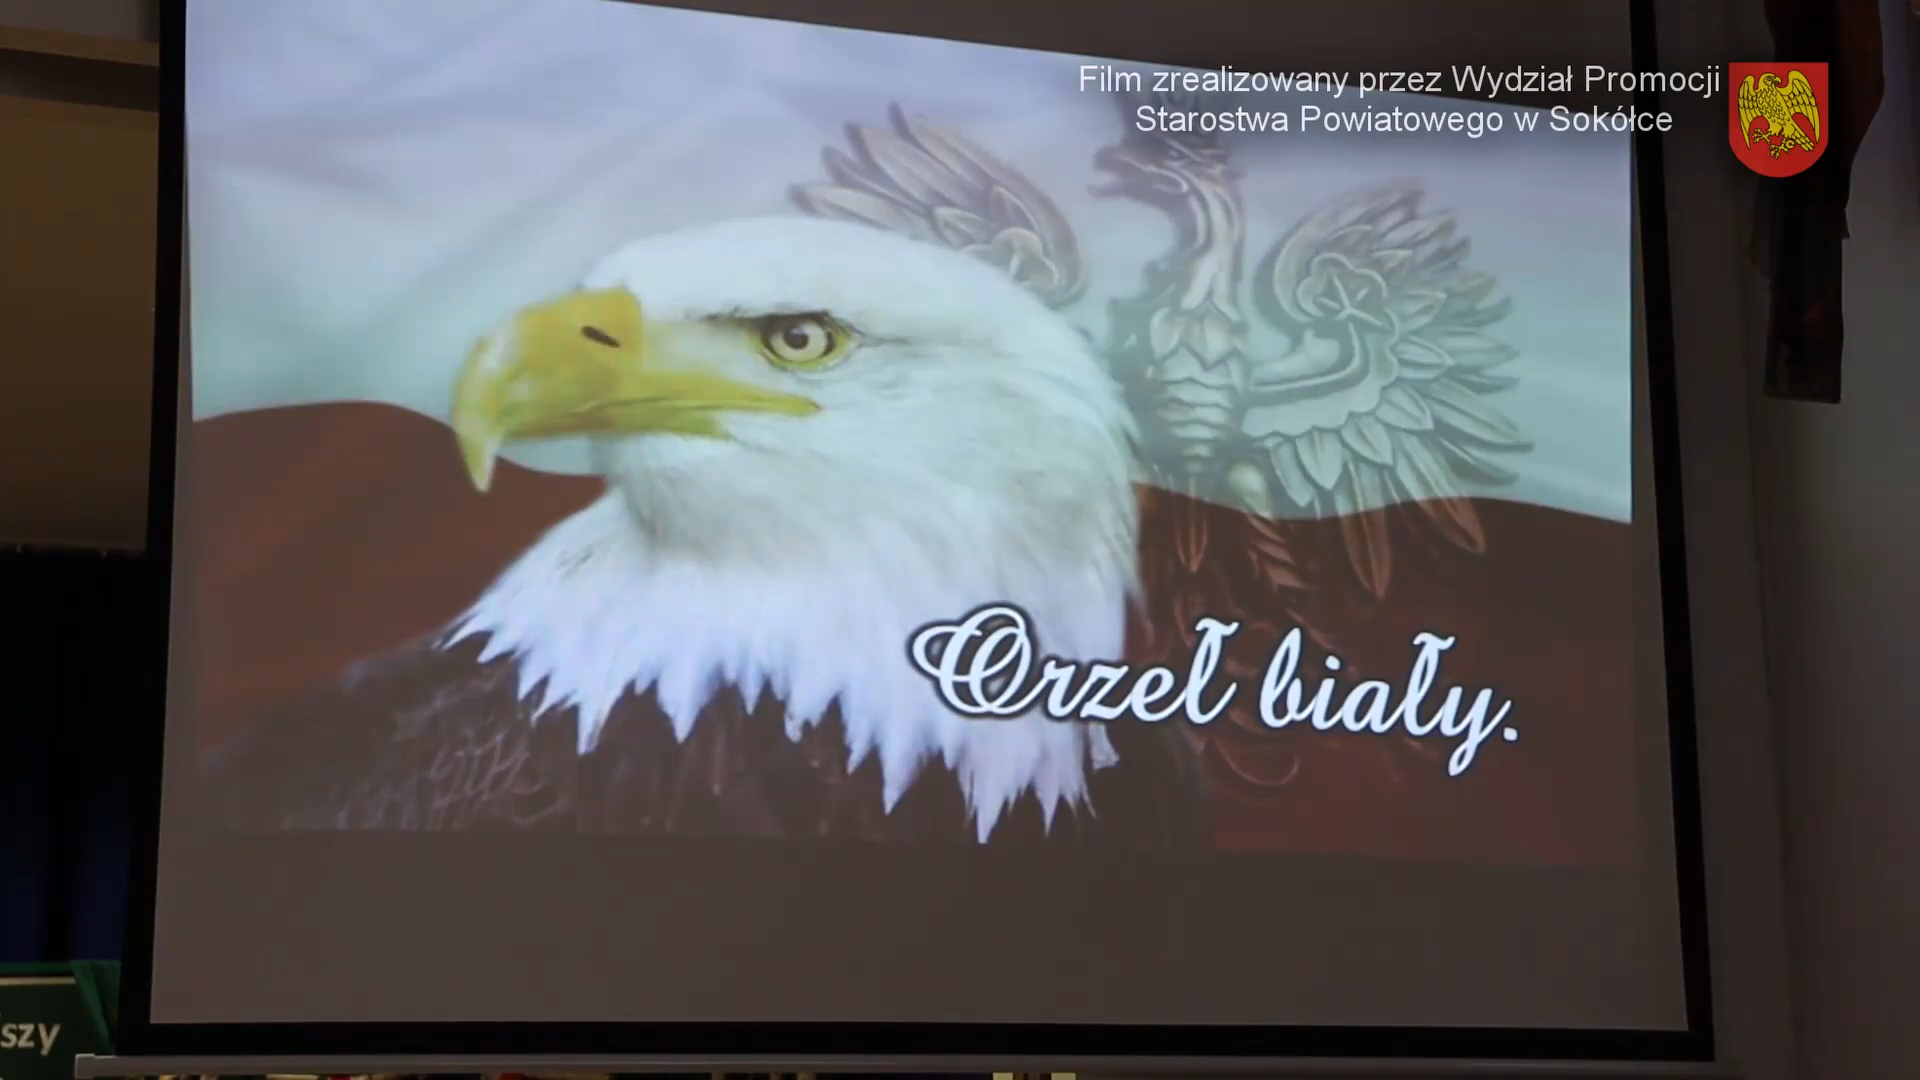 Film zrealizowany przez Wydział Promocji
Starostwa Powiatowego w Sokółce
Orzeł biały.
szy